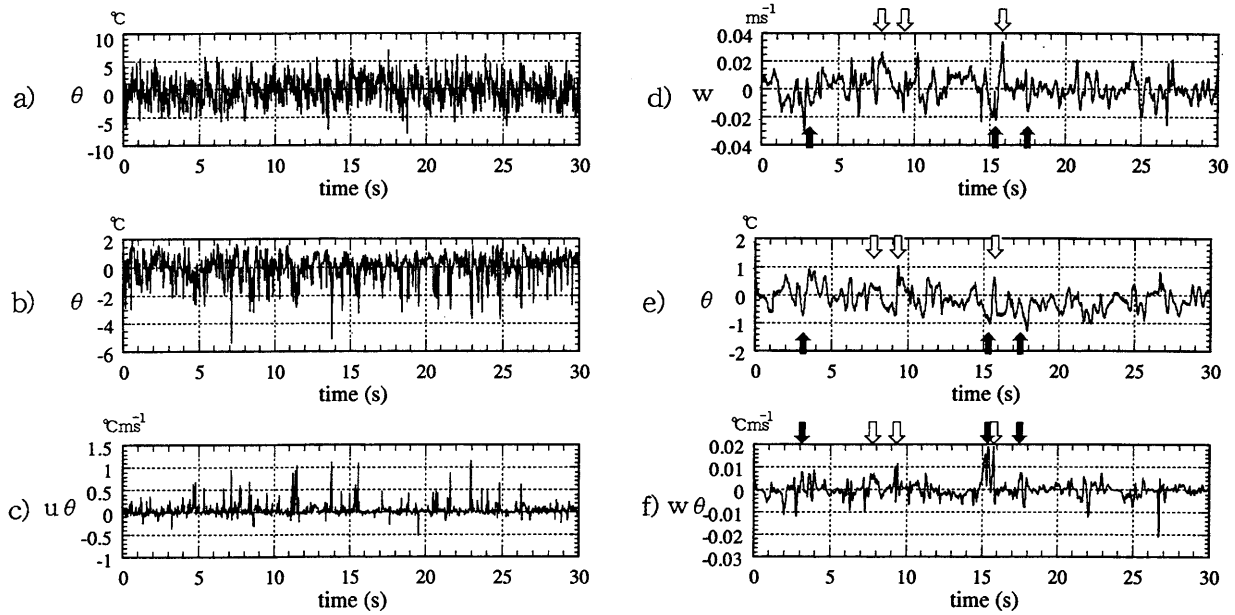 ℃
10
5
a) θ 0
-5
-10
0 5 10 15 20 25 30
time (s)
℃
2
0
b) θ -2
-4
-6
0 5 10 15 20 25 30
time (s)
℃ms⁻¹
1.5
1
0.5
c) uθ 0
-0.5
-1
0 5 10 15 20 25 30
time (s)
ms⁻¹
0.04
0.02
d) w 0
-0.02
-0.04
0 5 10 15 20 25 30
time (s)
℃
2
1
e) θ 0
-1
-2
0 5 10 15 20 25 30
time (s)
℃ms⁻¹
0.02
0.01
f) wθ 0
-0.01
-0.02
-0.03
0 5 10 15 20 25 30
time (s)